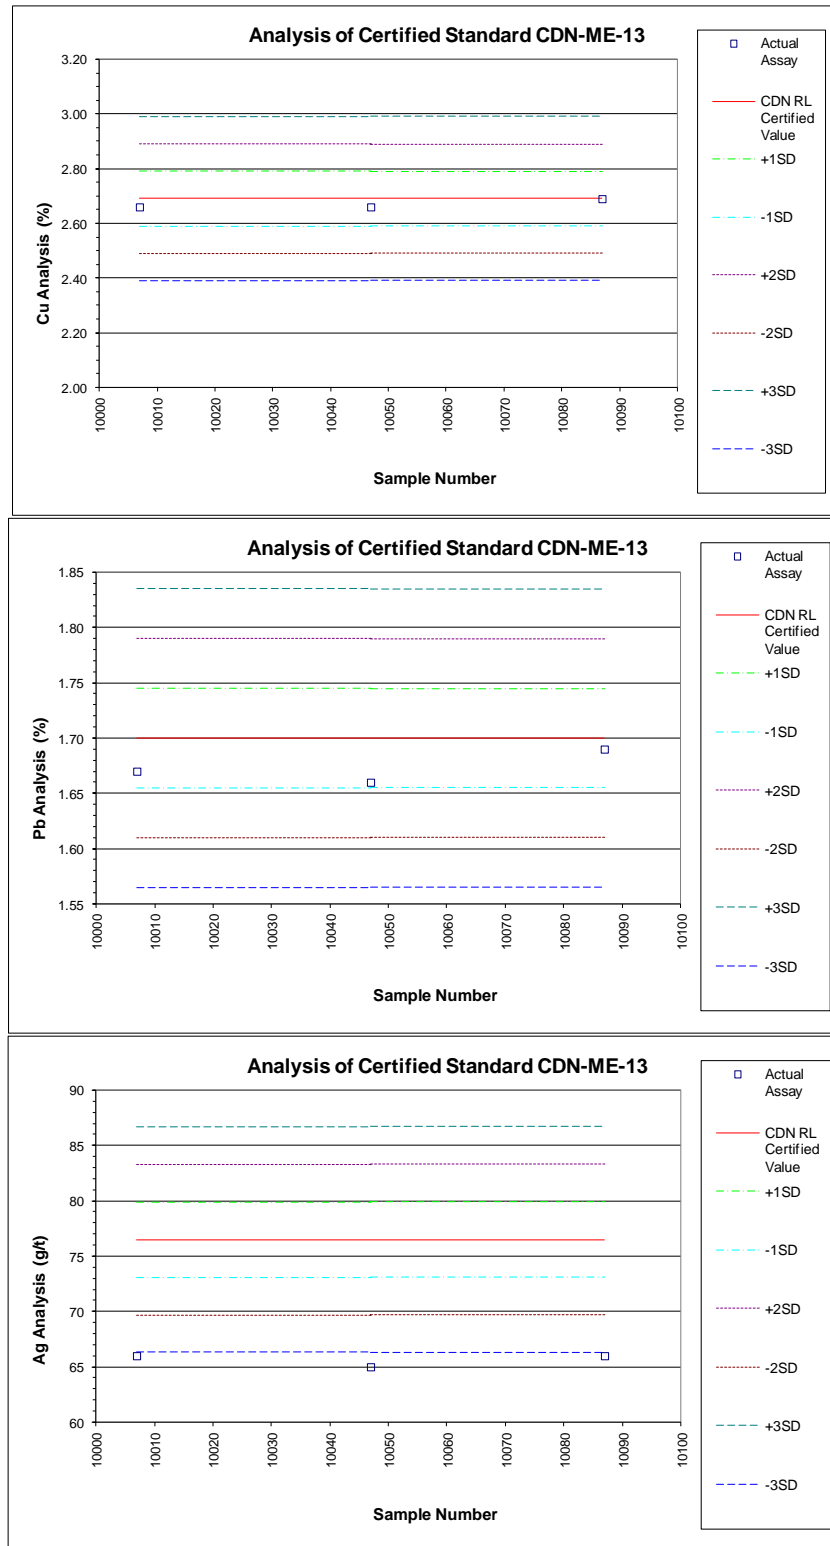 Analysis of Certified Standard CDN-ME-13
3.20
3.00
2.80
2.60
2.40
2.20
2.00
Cu Analysis (%)
10000
10010
10020
10030
10040
10050
10060
10070
10080
10090
10100
Sample Number
Actual
Assay
CDN RL
Certified
Value
+1SD
-1SD
+2SD
-2SD
+3SD
-3SD
Analysis of Certified Standard CDN-ME-13
1.85
1.80
1.75
1.70
1.65
1.60
1.55
Pb Analysis (%)
10000
10010
10020
10030
10040
10050
10060
10070
10080
10090
10100
Sample Number
Actual
Assay
CDN RL
Certified
Value
+1SD
-1SD
+2SD
-2SD
+3SD
-3SD
Analysis of Certified Standard CDN-ME-13
90
85
80
75
70
65
60
Ag Analysis (g/t)
10000
10010
10020
10030
10040
10050
10060
10070
10080
10090
10100
Sample Number
Actual
Assay
CDN RL
Certified
Value
+1SD
-1SD
+2SD
-2SD
+3SD
-3SD